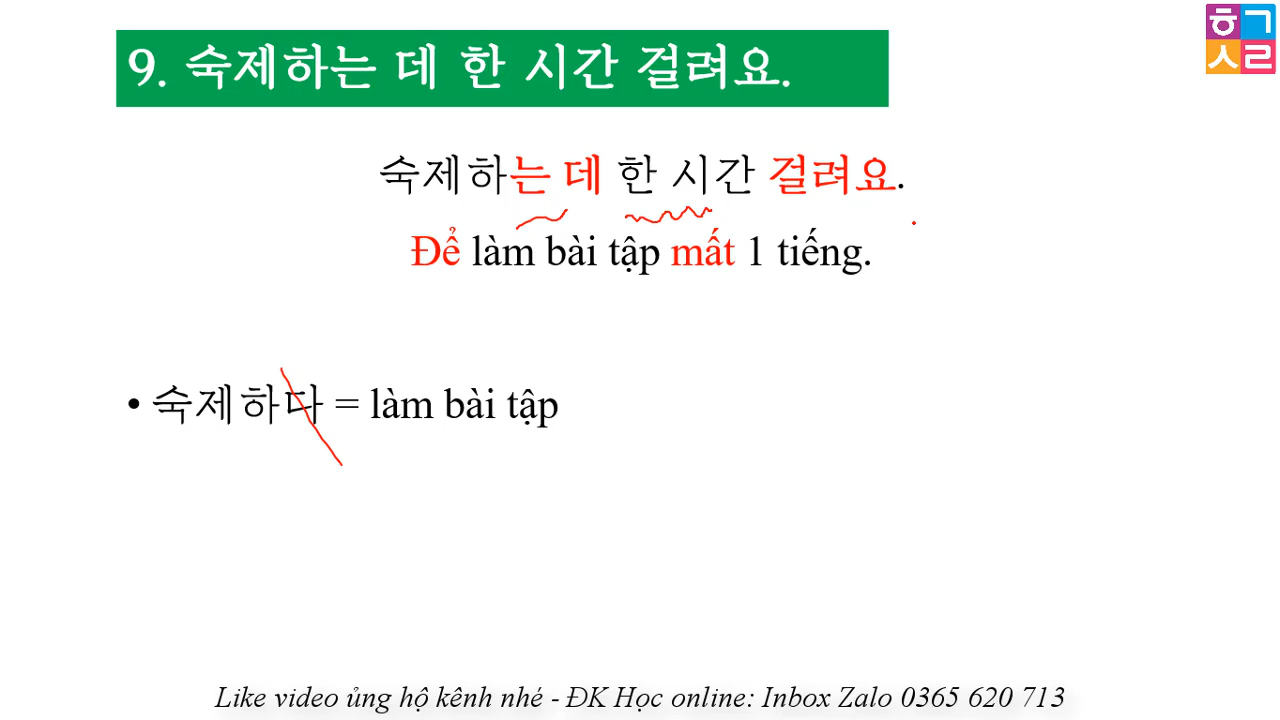 ㅎㄱ
ㅅㄹ
9. 숙제하는 데 한 시간 걸려요.
숙제하는 데 한 시간 걸려요.
Để làm bài tập mất 1 tiếng.
• 숙제하다 = làm bài tập
Like video ủng hộ kênh nhé - ĐK Học online: Inbox Zalo 0365 620 713